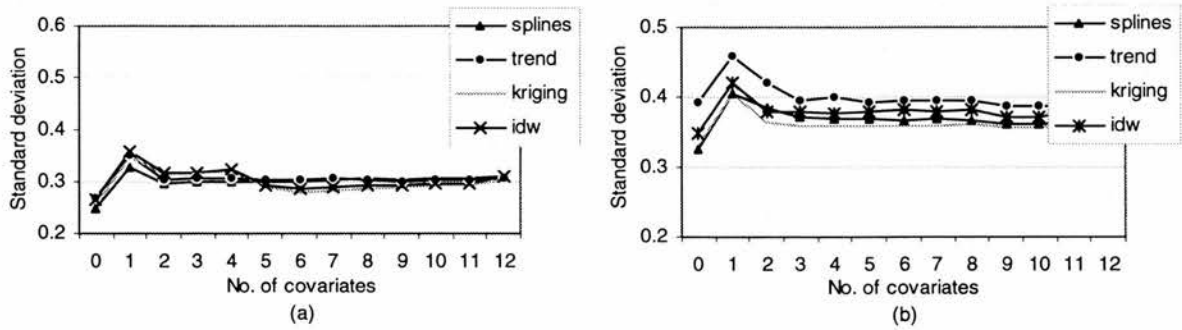 0.6
0.5
0.4
0.3
0.2
Standard deviation
0 1 2 3 4 5 6 7 8 9 10 11 12
No. of covariates
(a)
splines
trend
kriging
idw
0.5
0.4
0.3
0.2
Standard deviation
0 1 2 3 4 5 6 7 8 9 10 11 12
No. of covariates
(b)
splines
trend
kriging
idw